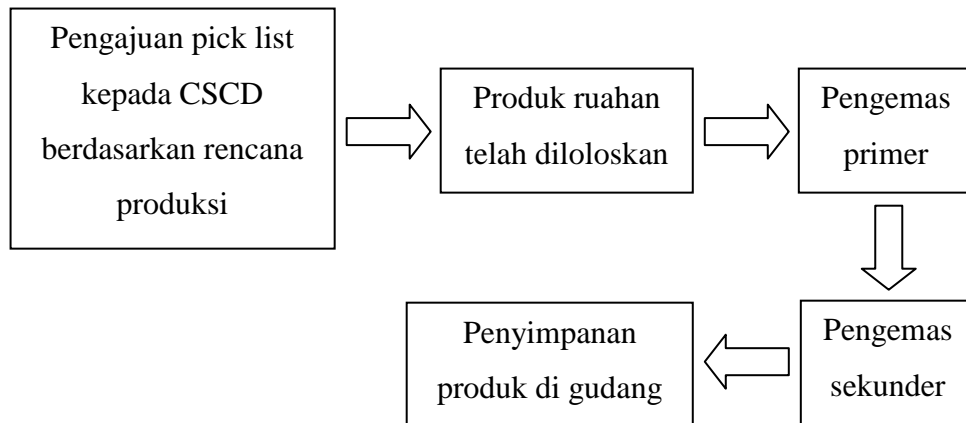 Pengajuan pick list
kepada CSCD
berdasarkan rencana
produksi
Produk ruahan
telah diloloskan
Pengemas
primer
Pengemas
sekunder
Penyimpanan
produk di gudang